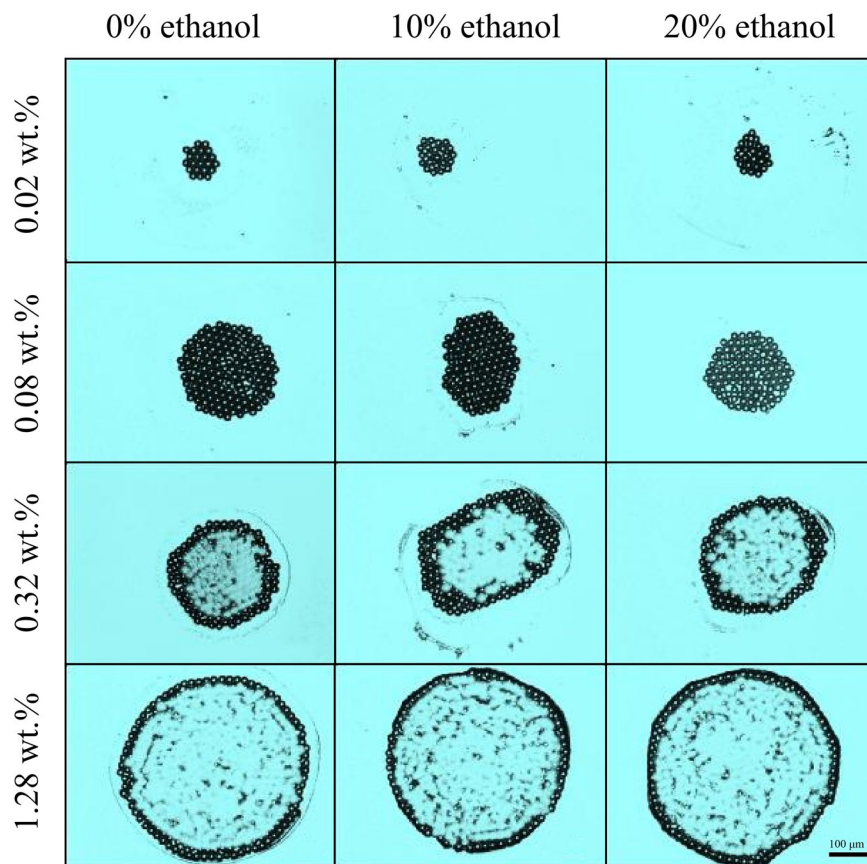 0% ethanol 10% ethanol 20% ethanol
0.02 wt.%
0.08 wt.%
0.32 wt.%
1.28 wt.%
100 µm